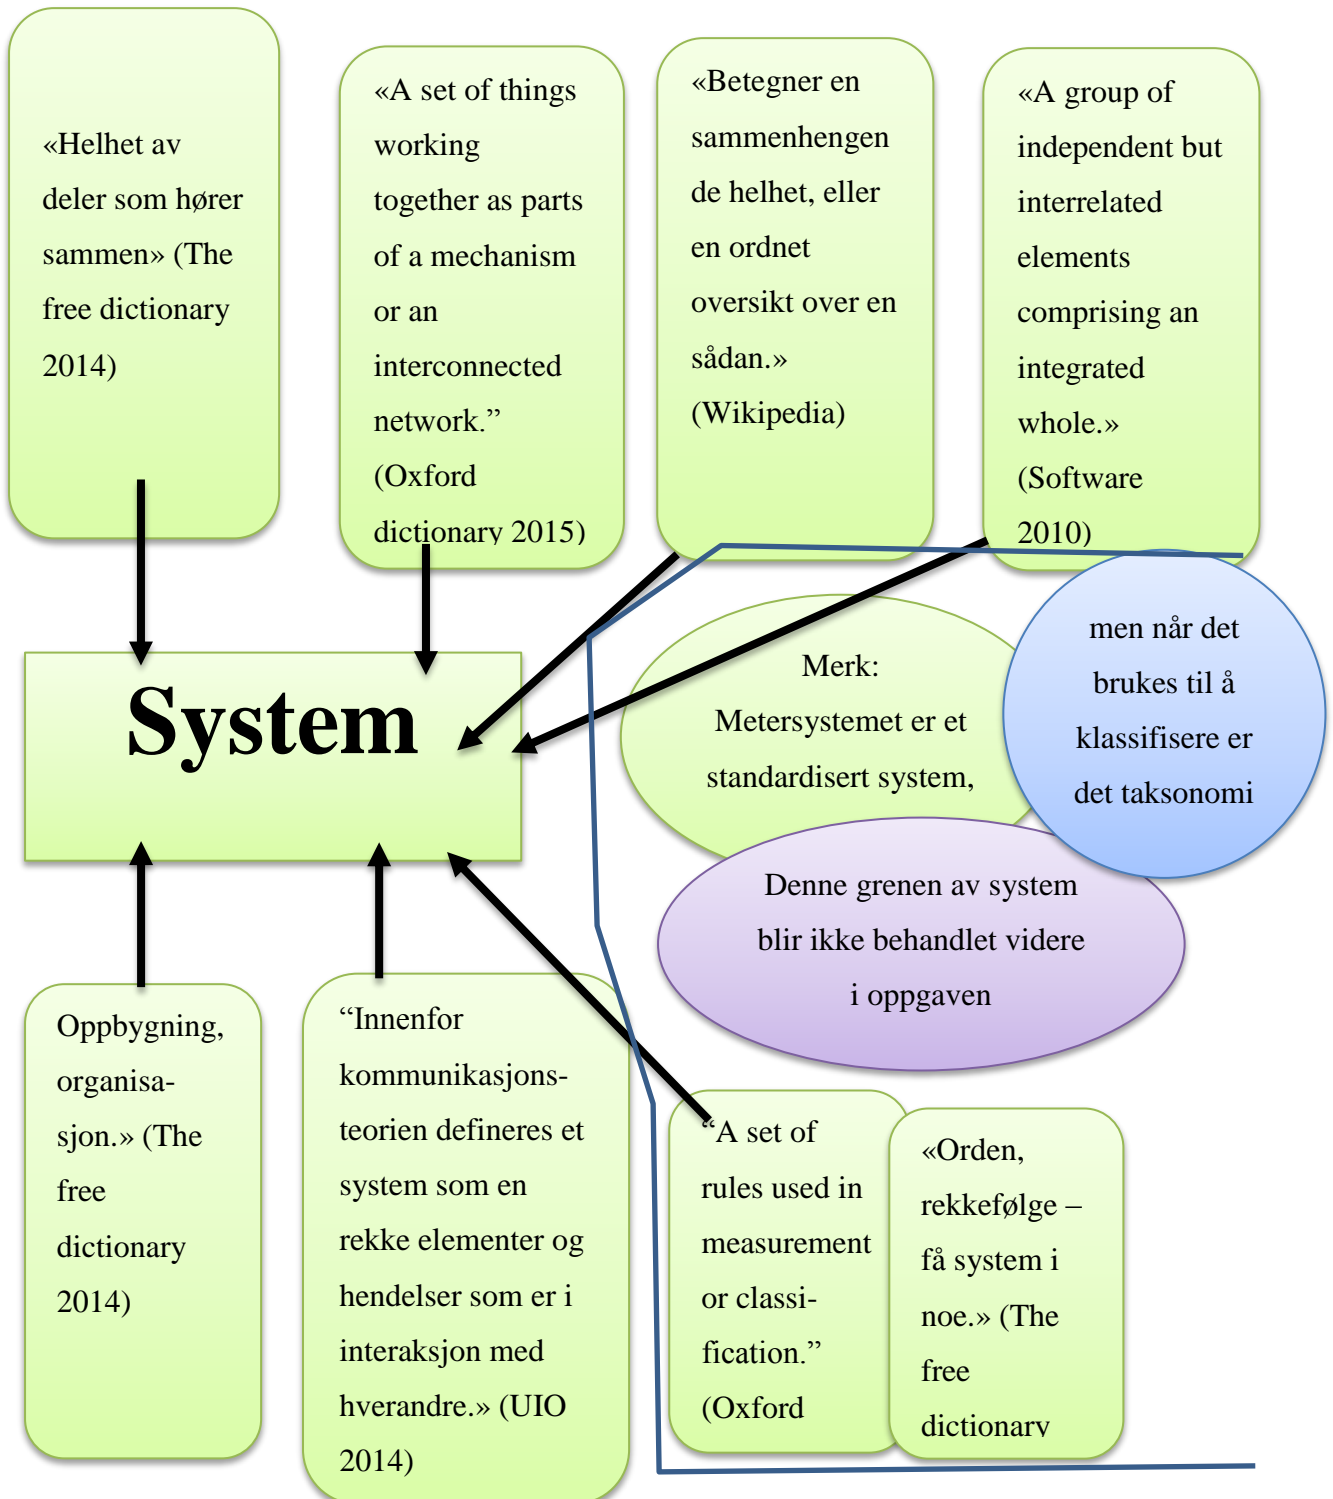 «Helhet av
deler som hører
sammen» (The
free dictionary
2014)
«A set of things
working
together as parts
of a mechanism
or an
interconnected
network.”
(Oxford
dictionary 2015)
«Betegner en
sammenhengen
de helhet, eller
en ordnet
oversikt over en
sådan.»
(Wikipedia)
«A group of
independent but
interrelated
elements
comprising an
integrated
whole.»
(Software
2010)
System
Merk:
Metersystemet er et
standardisert system,
men når det
brukes til å
klassifisere er
det taksonomi
Denne grenen av system
blir ikke behandlet videre
i oppgaven
Oppbygning,
organisa-
sjon.» (The
free
dictionary
2014)
“Innenfor
kommunikasjons-
teorien defineres et
system som en
rekke elementer og
hendelser som er i
interaksjon med
hverandre.» (UIO
2014)
“A set of
rules used in
measurement
or classi-
fication.”
(Oxford
«Orden,
rekkefølge –
få system i
noe.» (The
free
dictionary